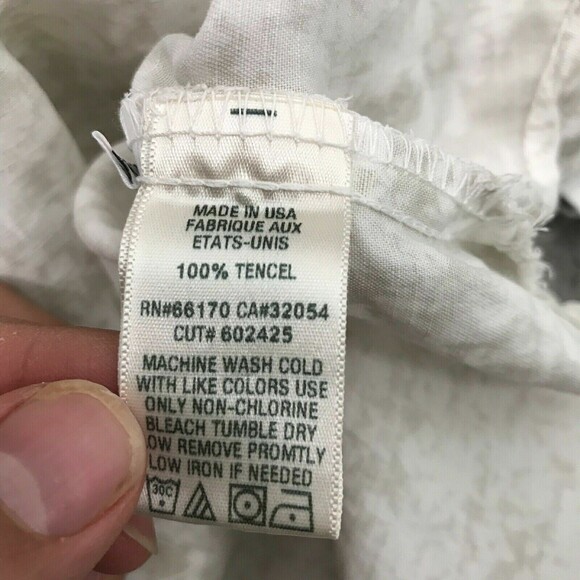 MADE IN USA
FABRIQUE AUX
ETATS-UNIS
100% TENCEL
RN#66170 CA#32054
CUT# 602425
MACHINE WASH COLD
WITH LIKE COLORS USE
ONLY NON-CHLORINE
BLEACH TUMBLE DRY
OW REMOVE PROMTLY
LOW IRON IF NEEDED
30C